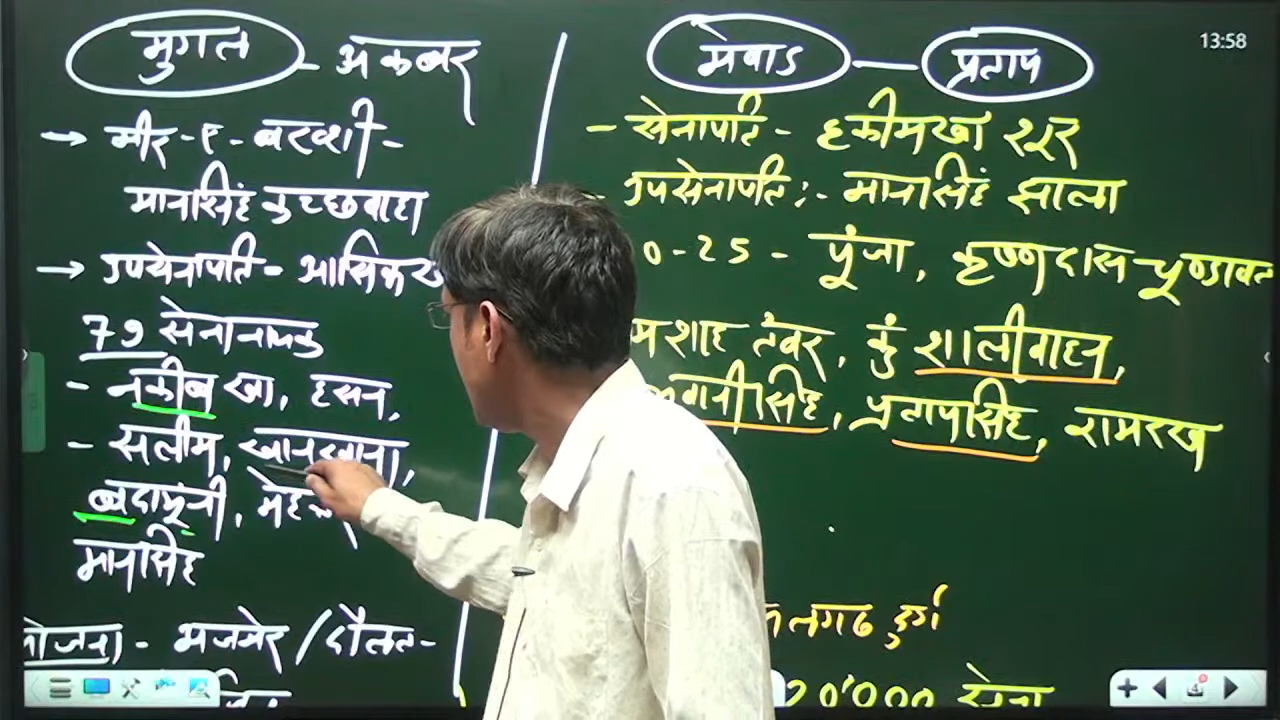 मुगल - अकबर
→ मीर-ए-बख्शी-
मानसिंह कच्छवाहा
→ उपसेनापति - आसिफ
79 सेनानायक
- नकीब खा, हसन,
- सलीम, खानखाना,
बदायूनी,
मानसिंह
योजना - अजमेर/दौलत-
मेवाड — प्रताप
13:58
- सेनापति - हकीमखां सूर
- उपसेनापति :- मानसिंह झाला
0-25 - पूंजा, कृष्णदास-चूण्डावत
शाह तंवर, कुं शालीवाहन,
भवानीसिंह, प्रतापसिंह, रामदास
दुर्ग
20'000 सेना